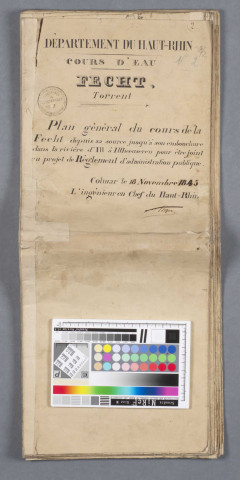 DÉPARTEMENT DU HAUT-RHIN
COURS D'EAU
FECHT.
Torrent
Plan général du cours de la
Fecht depuis sa source jusqu'à son embouchure
dans la rivière d'Ill à Illhaeusern pour être joint
au projet de Règlement d'administration publique
Colmar le 18 Novembre 1845
L'ingénieur en Chef du Haut-Rhin,